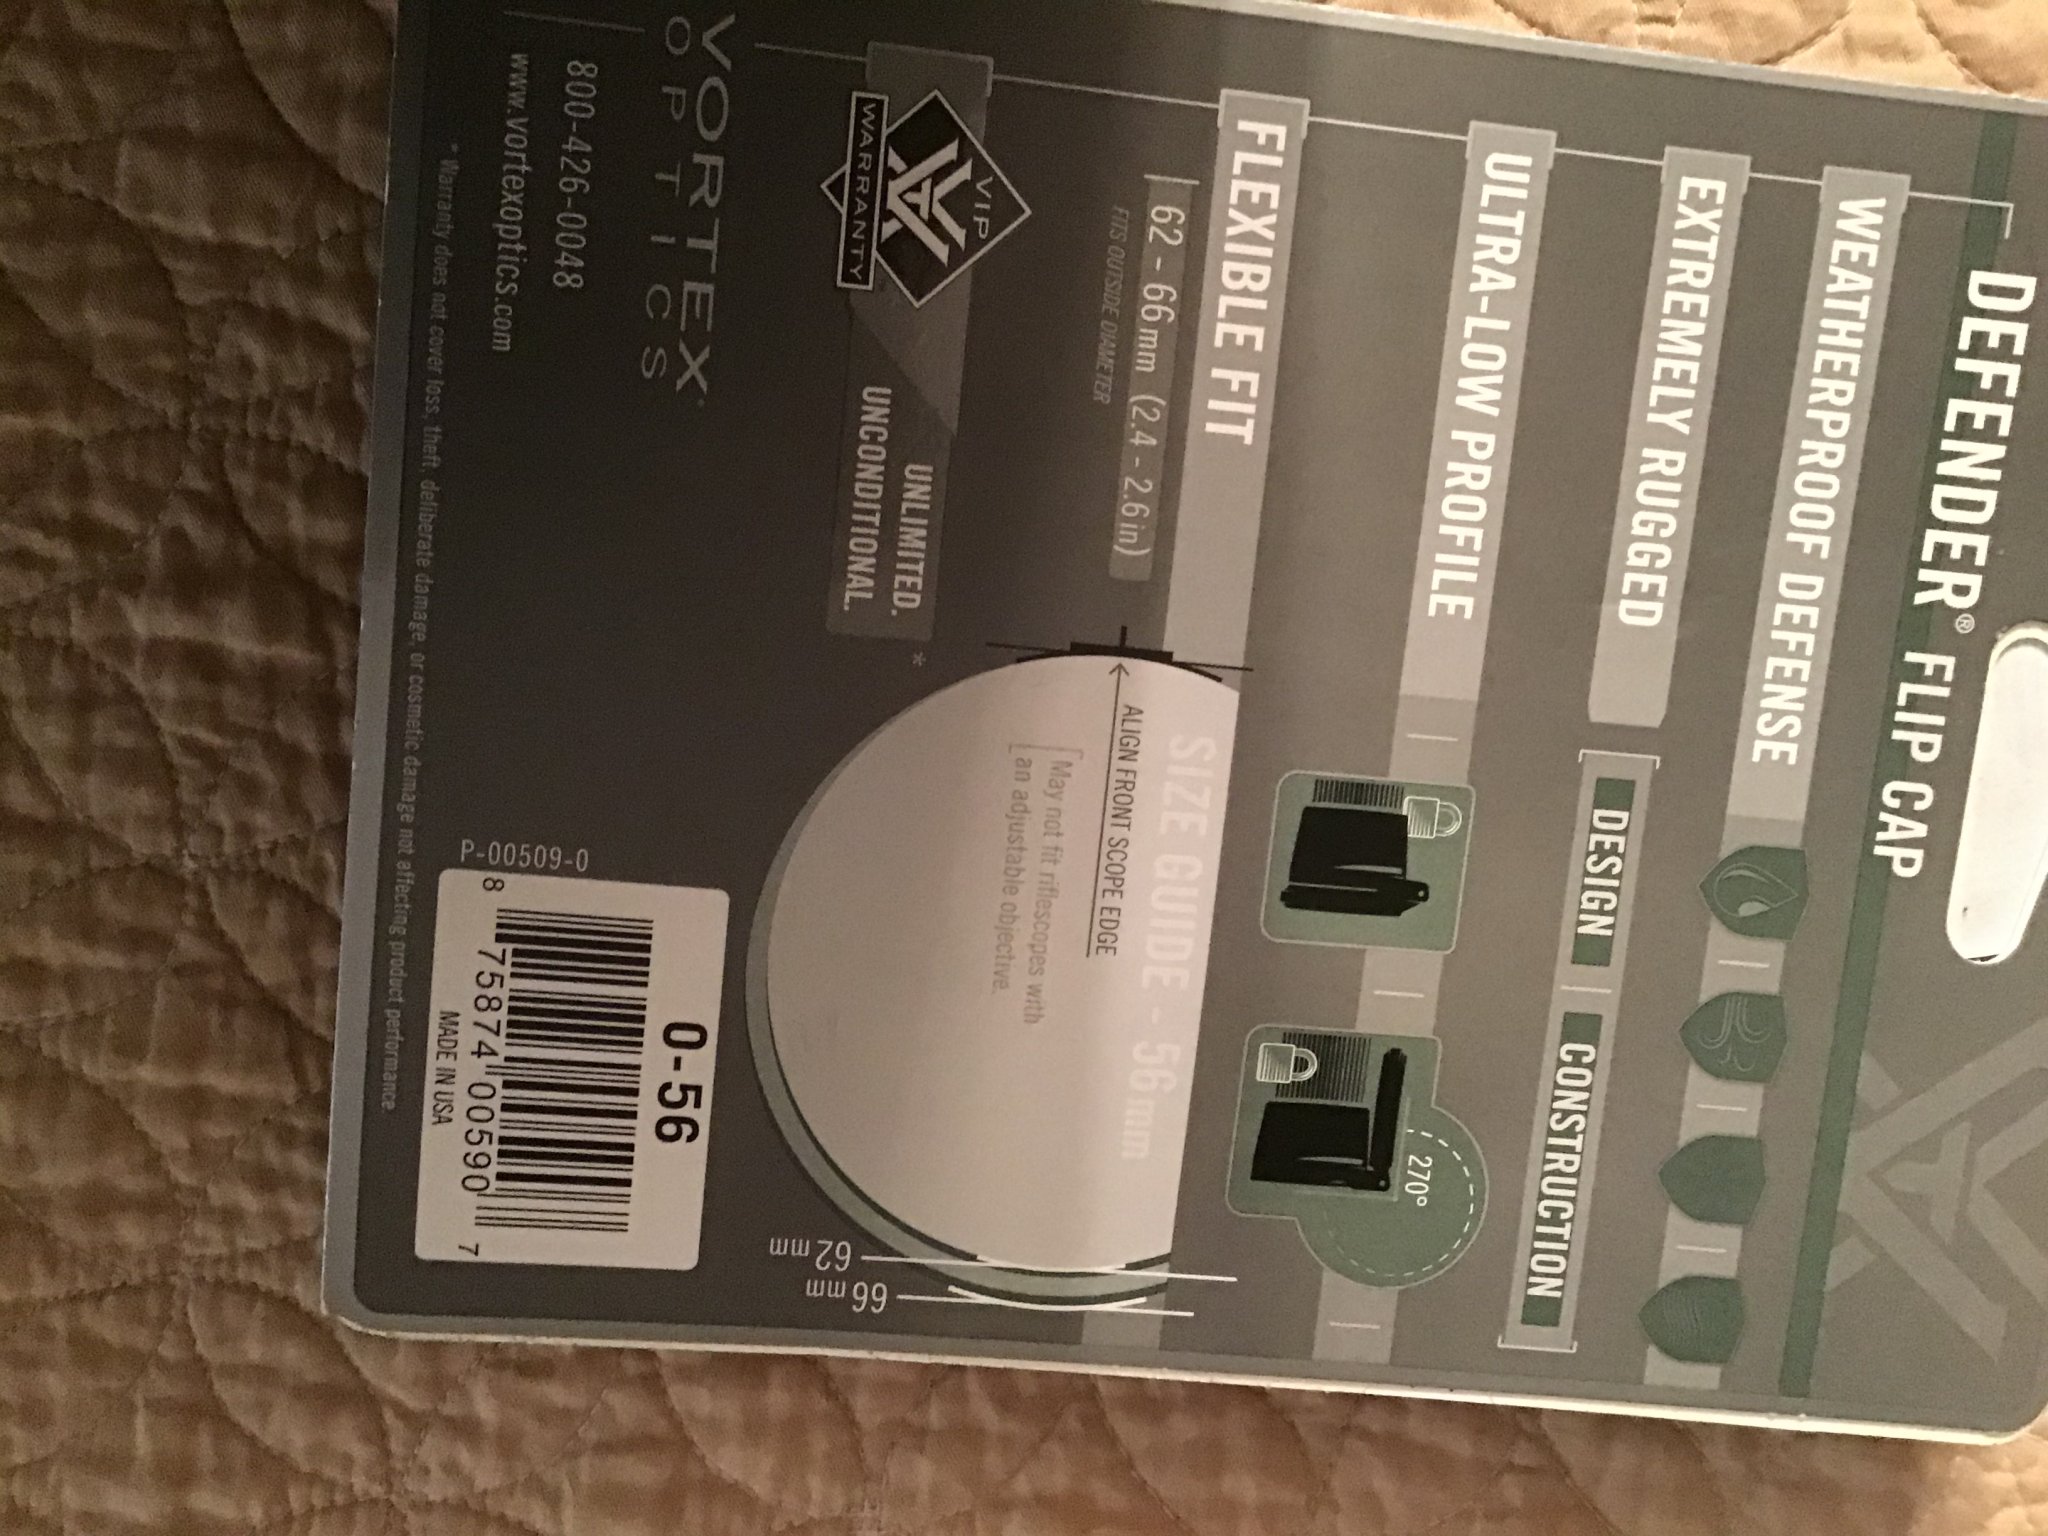 DEFENDER® FLIP CAP
WEATHERPROOF DEFENSE
EXTREMELY RUGGED
DESIGN
CONSTRUCTION
ULTRA-LOW PROFILE
270°
FLEXIBLE FIT
62 - 66 mm (2.4 - 2.6 in)
FITS OUTSIDE DIAMETER
SIZE GUIDE - 56 mm
ALIGN FRONT SCOPE EDGE
May not fit riflescopes with
an adjustable objective.
62 mm
66 mm
VIP
WARRANTY
UNLIMITED.
UNCONDITIONAL.*
VORTEX
OPTICS
800-426-0048
www.vortexoptics.com
0-56
8 75874 00590 7
MADE IN USA
P-00509-0
* Warranty does not cover loss, theft, deliberate damage, or cosmetic damage not affecting product performance.